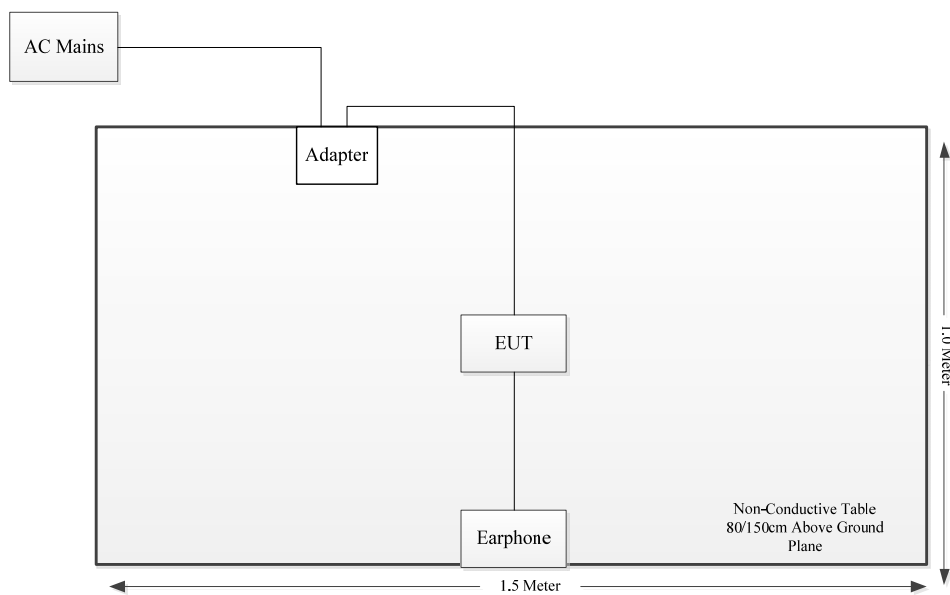 AC Mains
Adapter
EUT
1.0 Meter
Non-Conductive Table
80/150cm Above Ground
Plane
Earphone
1.5 Meter